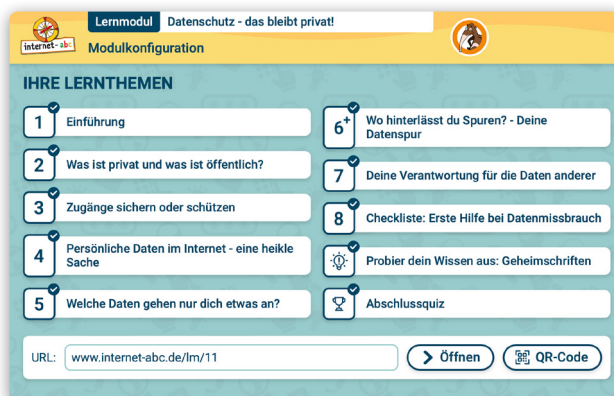 Lernmodul Datenschutz - das bleibt privat!
internet-abc
Modulkonfiguration
IHRE LERNTHEMEN
1 Einführung
2 Was ist privat und was ist öffentlich?
3 Zugänge sichern oder schützen
4 Persönliche Daten im Internet - eine heikle
Sache
5 Welche Daten gehen nur dich etwas an?
6+ Wo hinterlässt du Spuren? - Deine
Datenspur
7 Deine Verantwortung für die Daten anderer
8 Checkliste: Erste Hilfe bei Datenmissbrauch
Probier dein Wissen aus: Geheimschriften
Abschlussquiz
URL: www.internet-abc.de/lm/11 Öffnen QR-Code